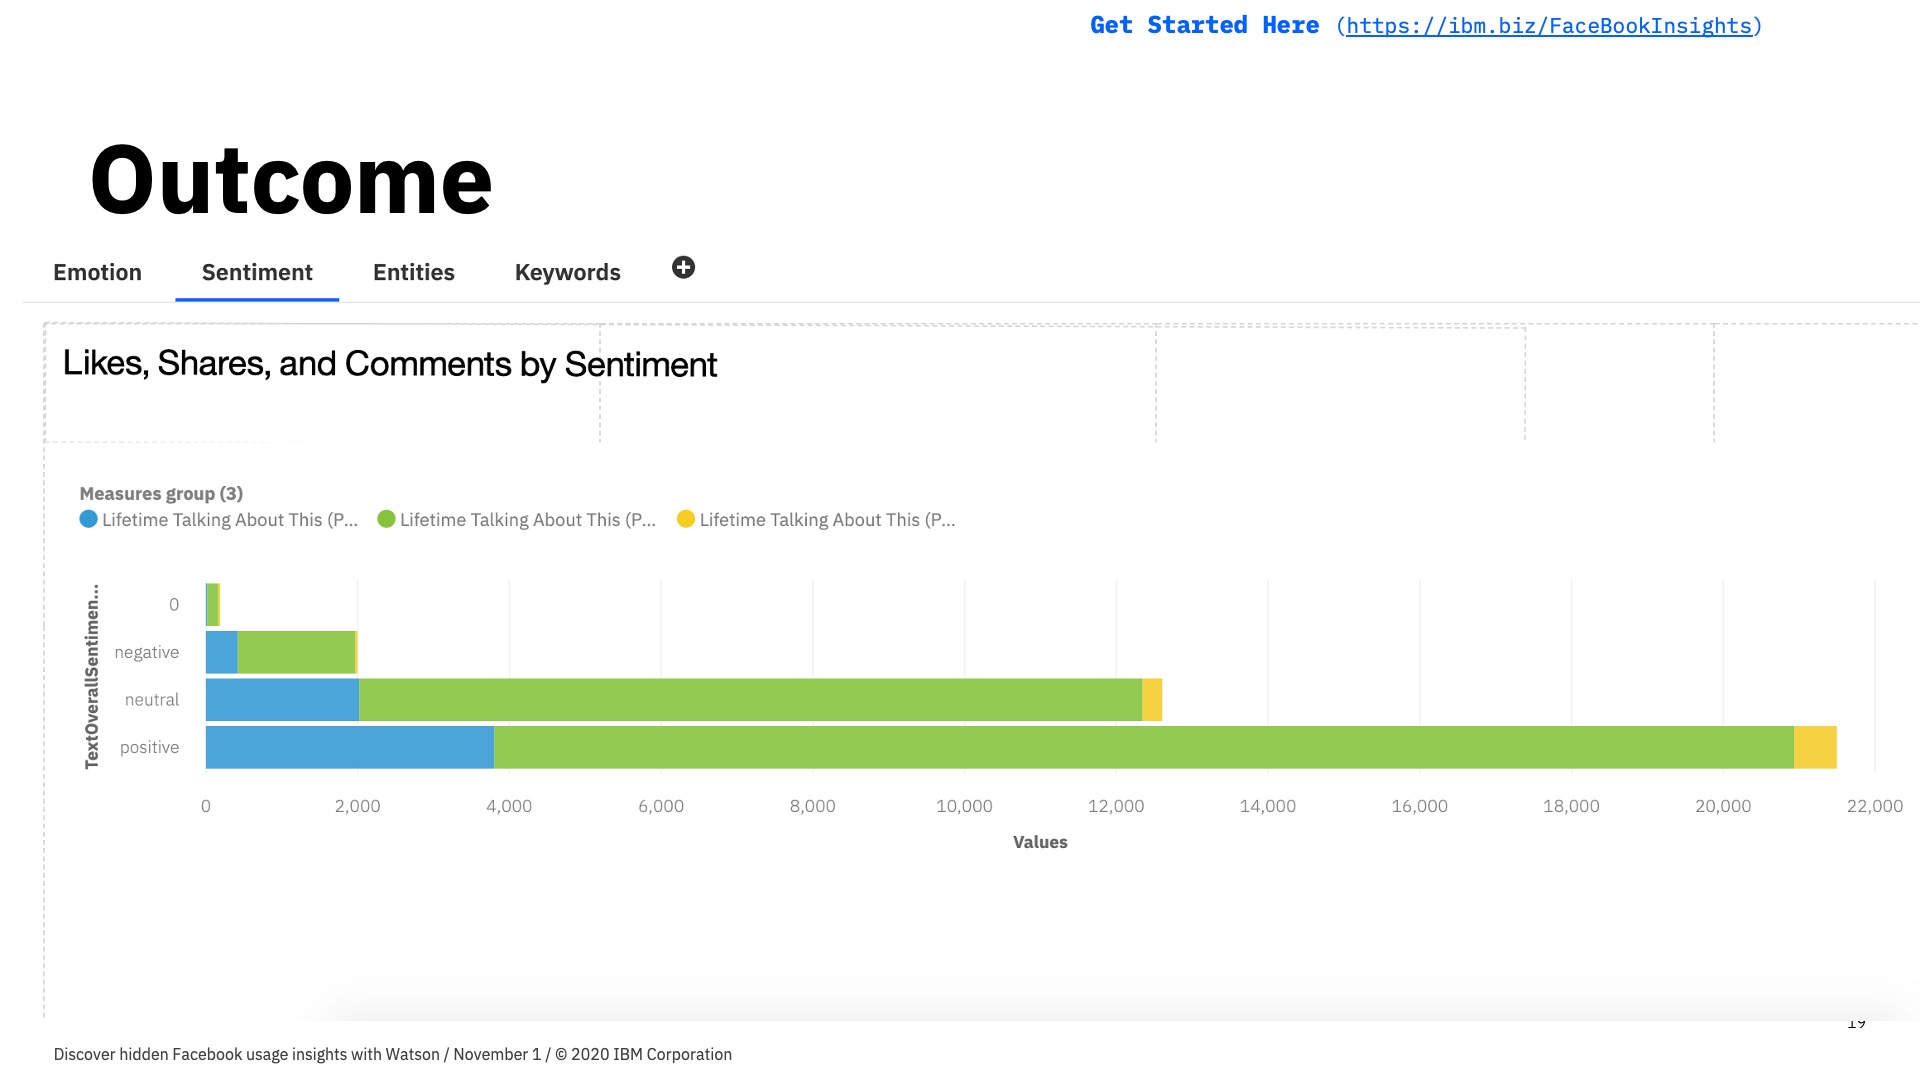 Get Started Here (https://ibm.biz/FaceBookInsights)
Outcome
Emotion Sentiment Entities Keywords
Likes, Shares, and Comments by Sentiment
Measures group (3)
Lifetime Talking About This (P... Lifetime Talking About This (P... Lifetime Talking About This (P...
TextOverallSentimen...
0
negative
neutral
positive
0 2,000 4,000 6,000 8,000 10,000 12,000 14,000 16,000 18,000 20,000 22,000
Values
19
Discover hidden Facebook usage insights with Watson / November 1 / © 2020 IBM Corporation